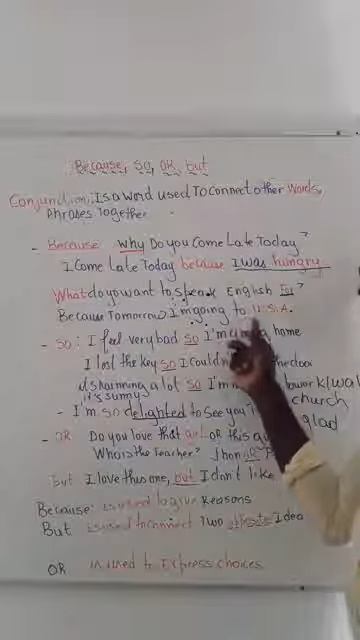 Because, so, OR, but
Conjunction: Is a word used To connect other words,
Phrases Together
- Because Why Do you Come Late Today?
I Come Late Today because I was hungry
What do you want to speak English For?
Because Tomorrow I'm going to U.S.A.
- SO: I feel very bad so I'm home
I lost the key so I could
a lot so I'm
it's sunny church
- I'm so delighted to see you glad
- OR Do you love that girl OR this
Who is the Teacher? Jhon OR
But I love this one, but I don't like
Because: is used to give Reasons
But is used to connect Two Idea
OR is used to Express choices